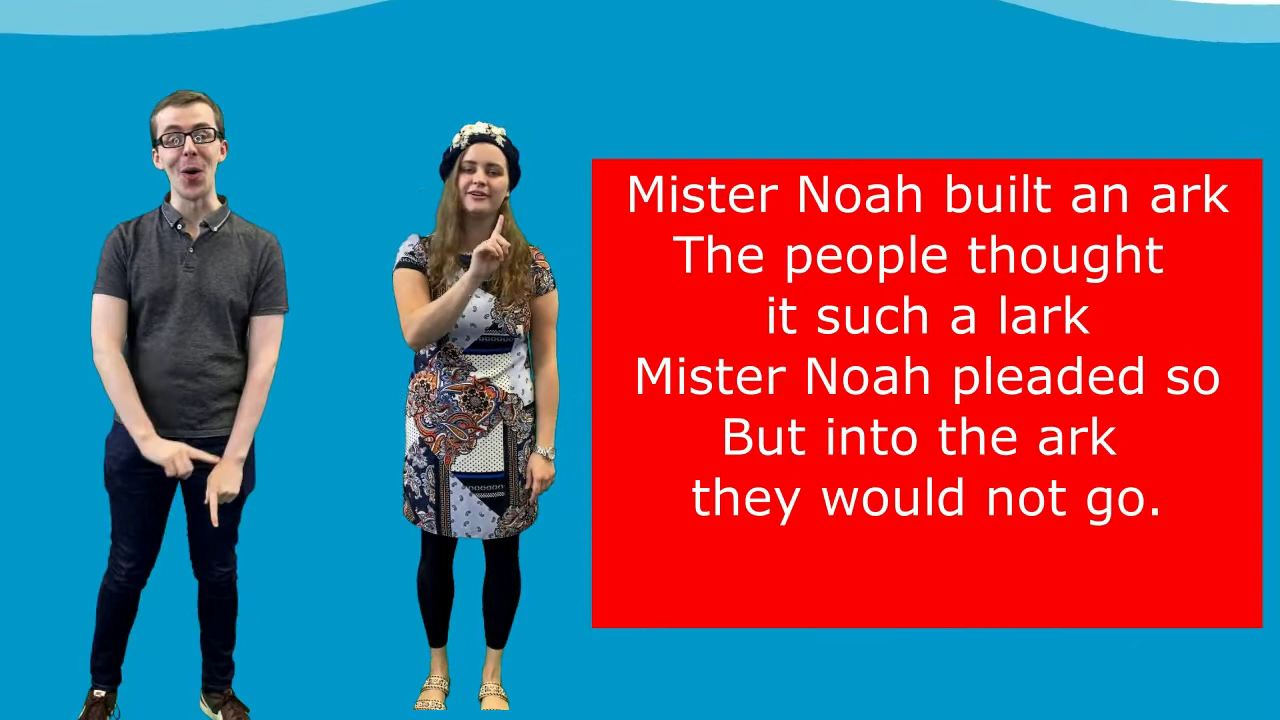 Mister Noah built an ark
The people thought
it such a lark
Mister Noah pleaded so
But into the ark
they would not go.